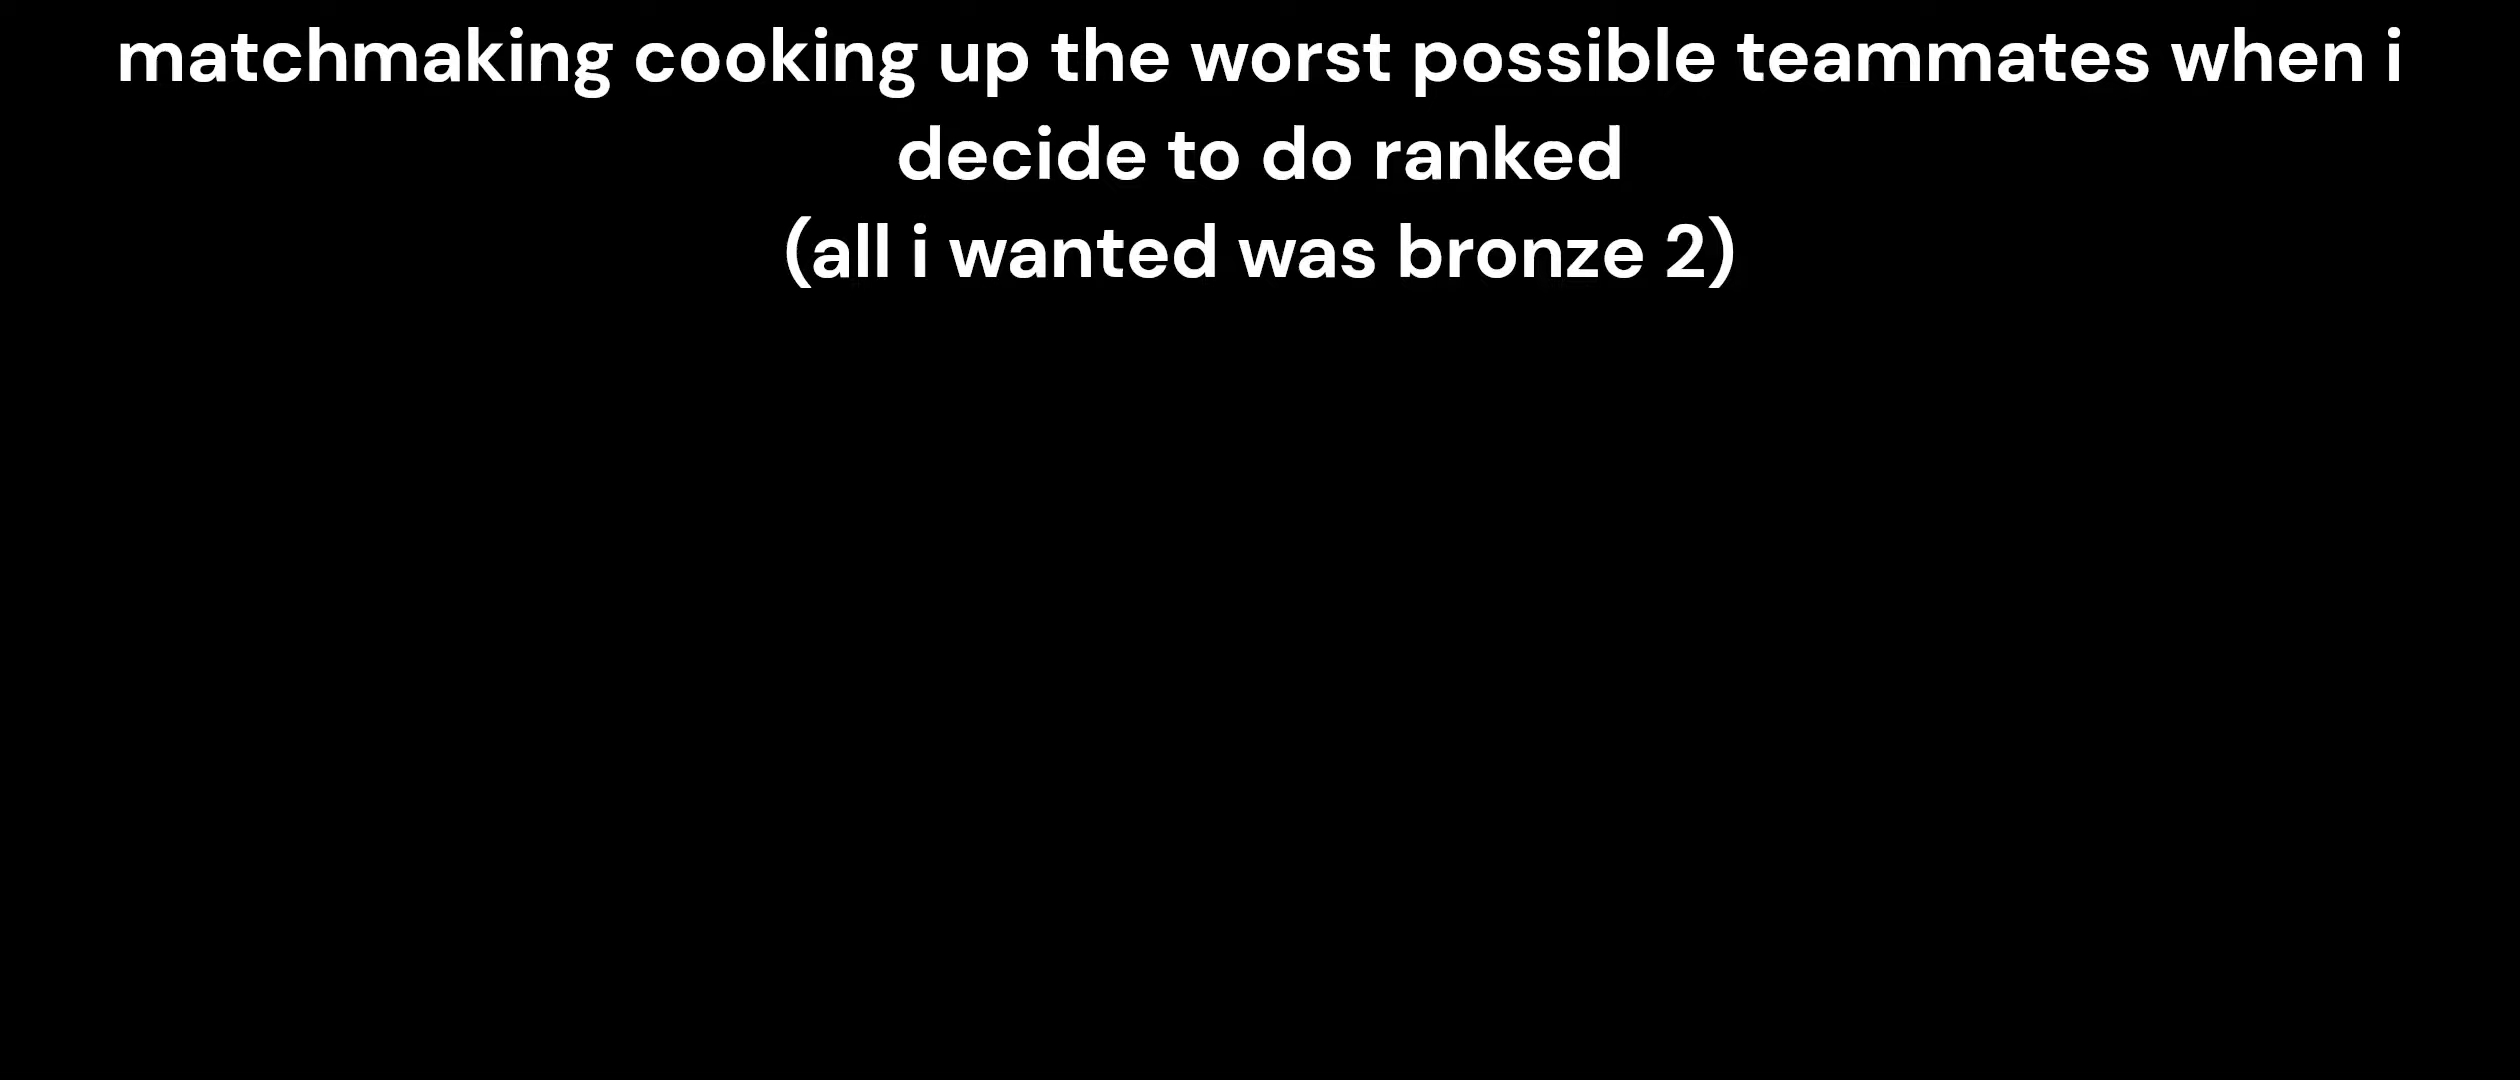 matchmaking cooking up the worst possible teammates when i
decide to do ranked
(all i wanted was bronze 2)